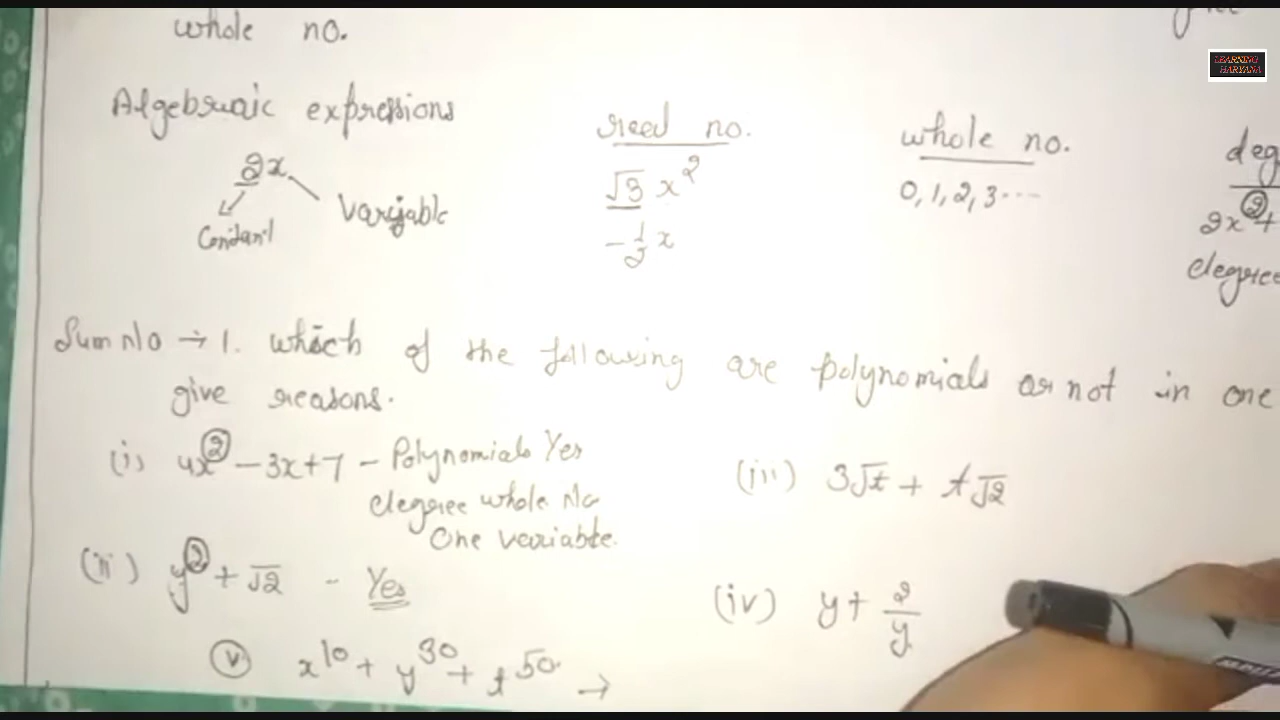 whole no.
LEARNING
HARYANA
Algebraic expressions
2x
Constant
Variable
real no.
√3 x²
-1/2 x
whole no.
0, 1, 2, 3 ----
deg
2x² +
degree
Sum No → 1. which of the following are polynomials or not in one
give reasons.
(i) 4x² - 3x + 7 - Polynomials Yes
degree whole No
One variable.
(ii) y² + √2 - Yes
(iii) 3√t + t√2
(iv) y + 2/y
(v) x¹⁰ + y³⁰ + t⁵⁰ →